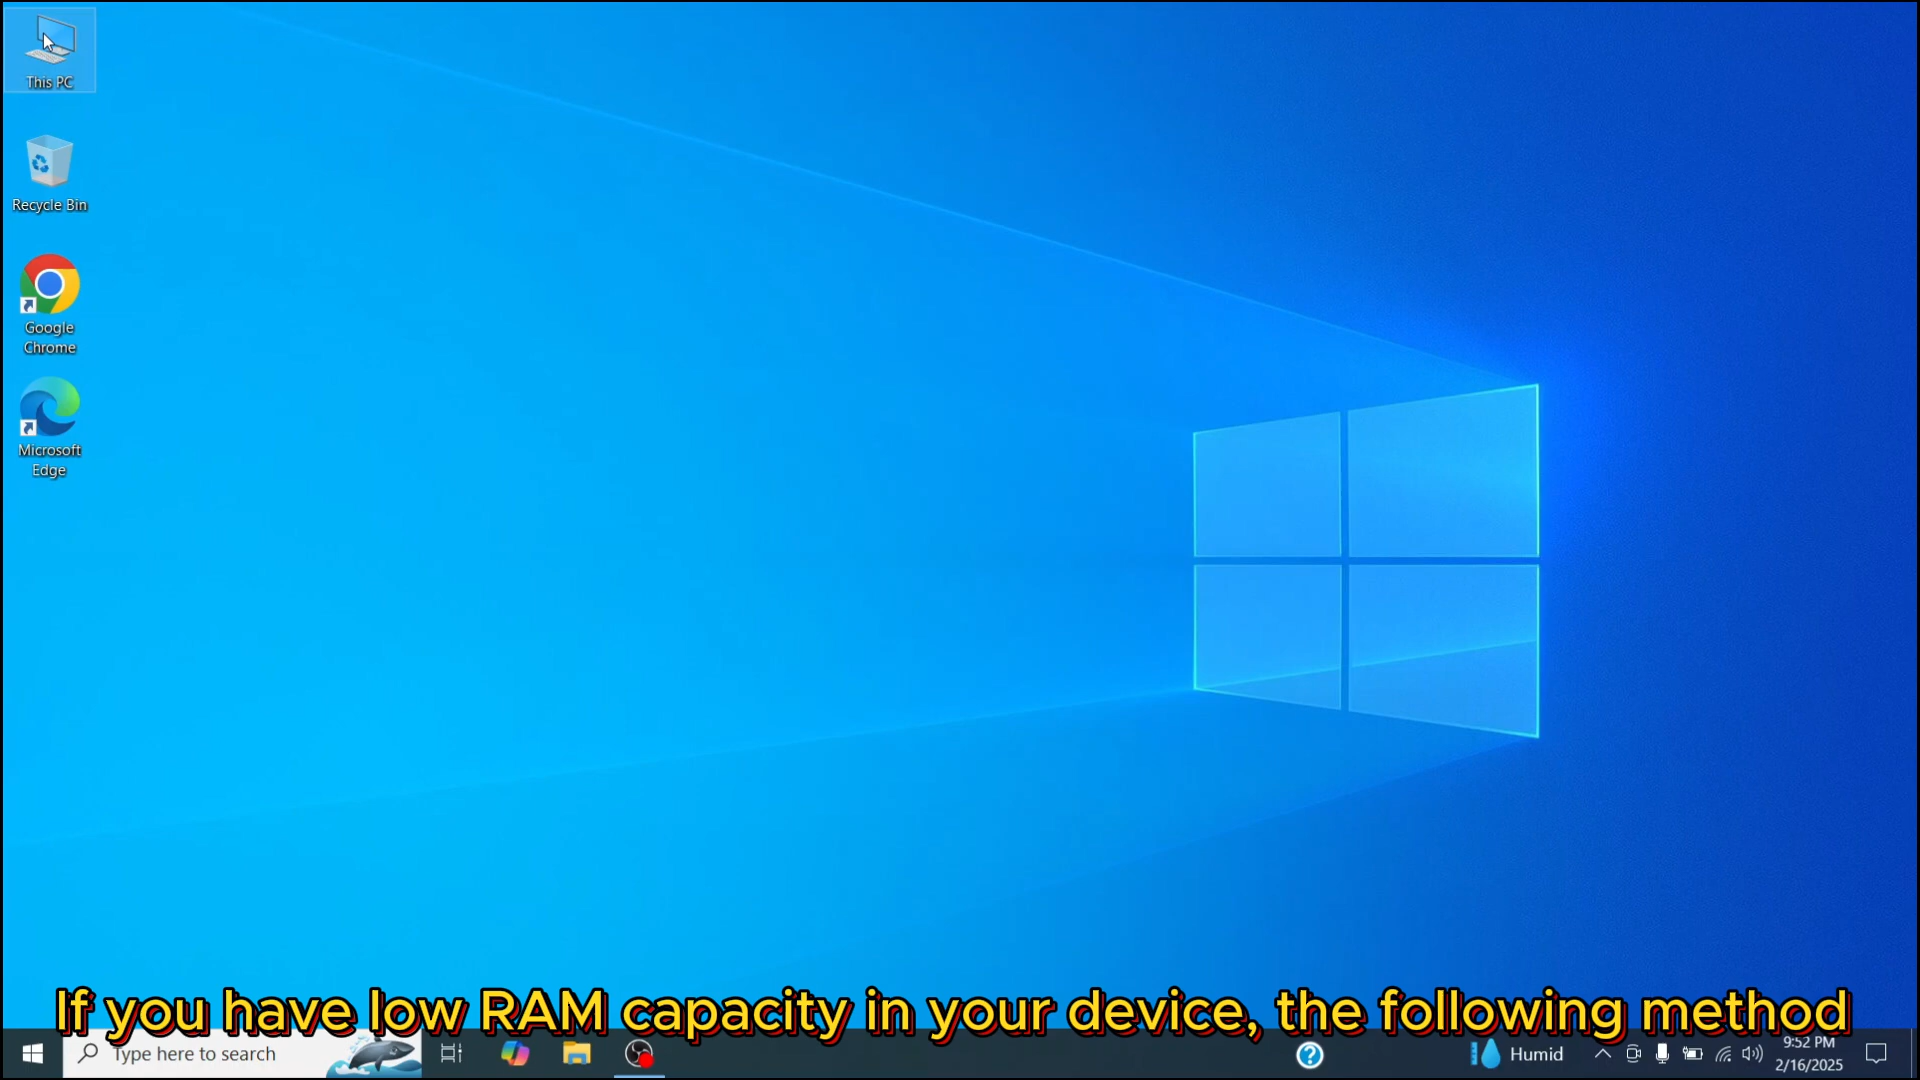 This PC
Recycle Bin
Google
Chrome
Microsoft
Edge
If you have low RAM capacity in your device, the following method
Type here to search
Humid
9:52 PM
2/16/2025